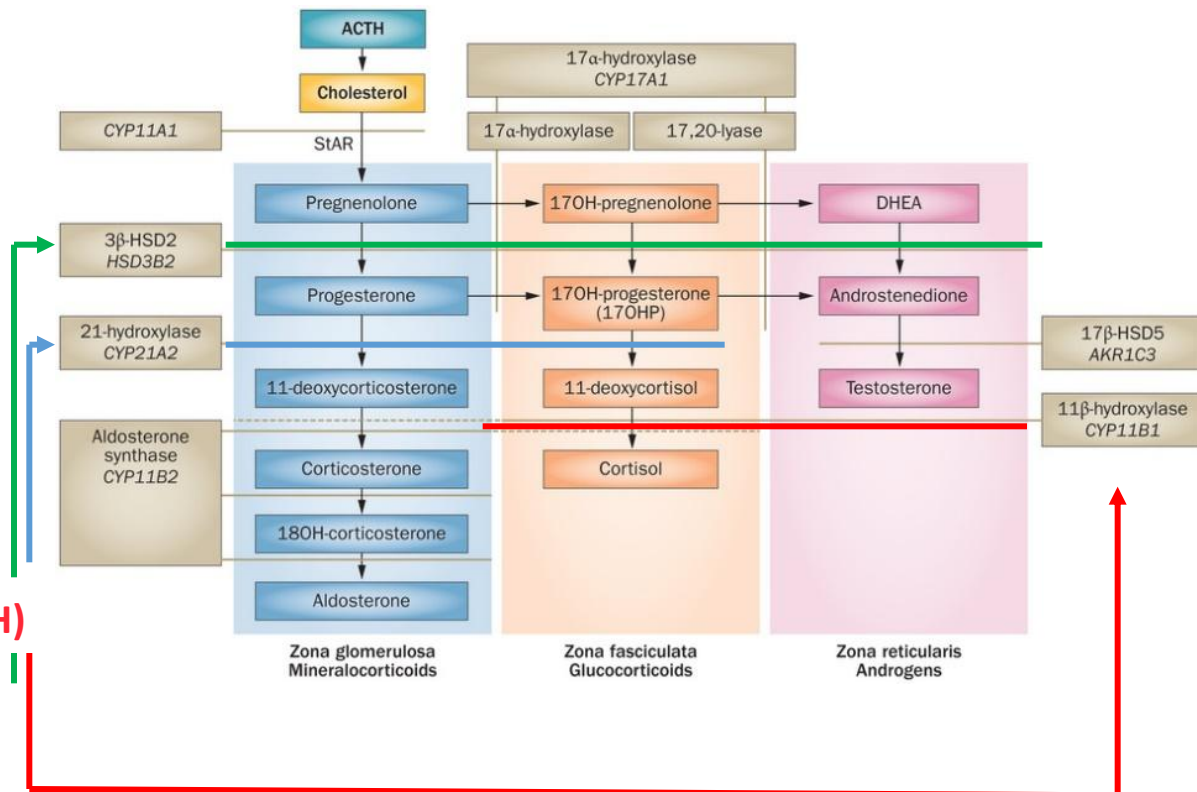 ACTH
17α-hydroxylase
CYP17A1
Cholesterol
CYP11A1
17α-hydroxylase
17,20-lyase
StAR
Pregnenolone
17OH-pregnenolone
DHEA
3β-HSD2
HSD3B2
Progesterone
17OH-progesterone
(17OHP)
Androstenedione
21-hydroxylase
CYP21A2
17β-HSD5
AKR1C3
11-deoxycorticosterone
11-deoxycortisol
Testosterone
11β-hydroxylase
CYP11B1
Aldosterone
synthase
CYP11B2
Corticosterone
Cortisol
18OH-corticosterone
Aldosterone
H)
Zona glomerulosa
Mineralocorticoids
Zona fasciculata
Glucocorticoids
Zona reticularis
Androgens